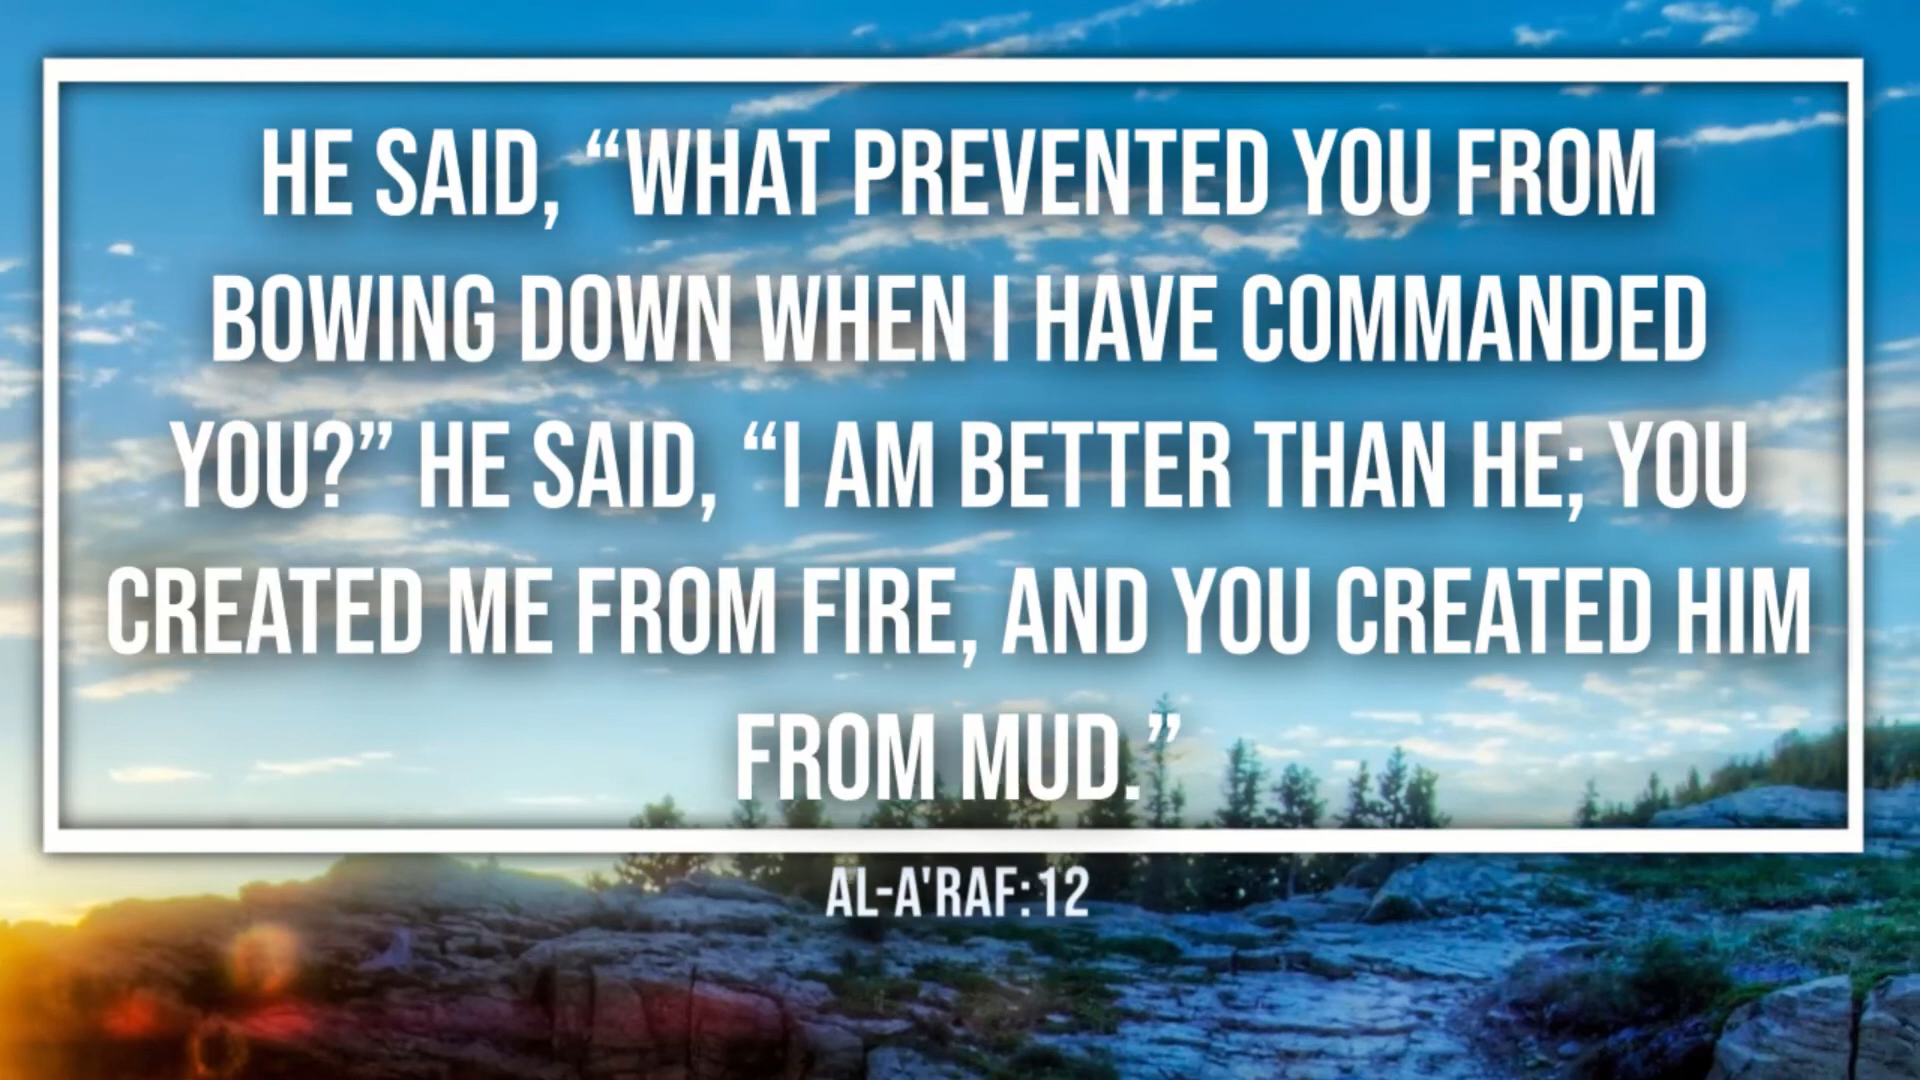 HE SAID, “WHAT PREVENTED YOU FROM
BOWING DOWN WHEN I HAVE COMMANDED
YOU?” HE SAID, “I AM BETTER THAN HE; YOU
CREATED ME FROM FIRE, AND YOU CREATED HIM
FROM MUD.”
AL-A'RAF:12